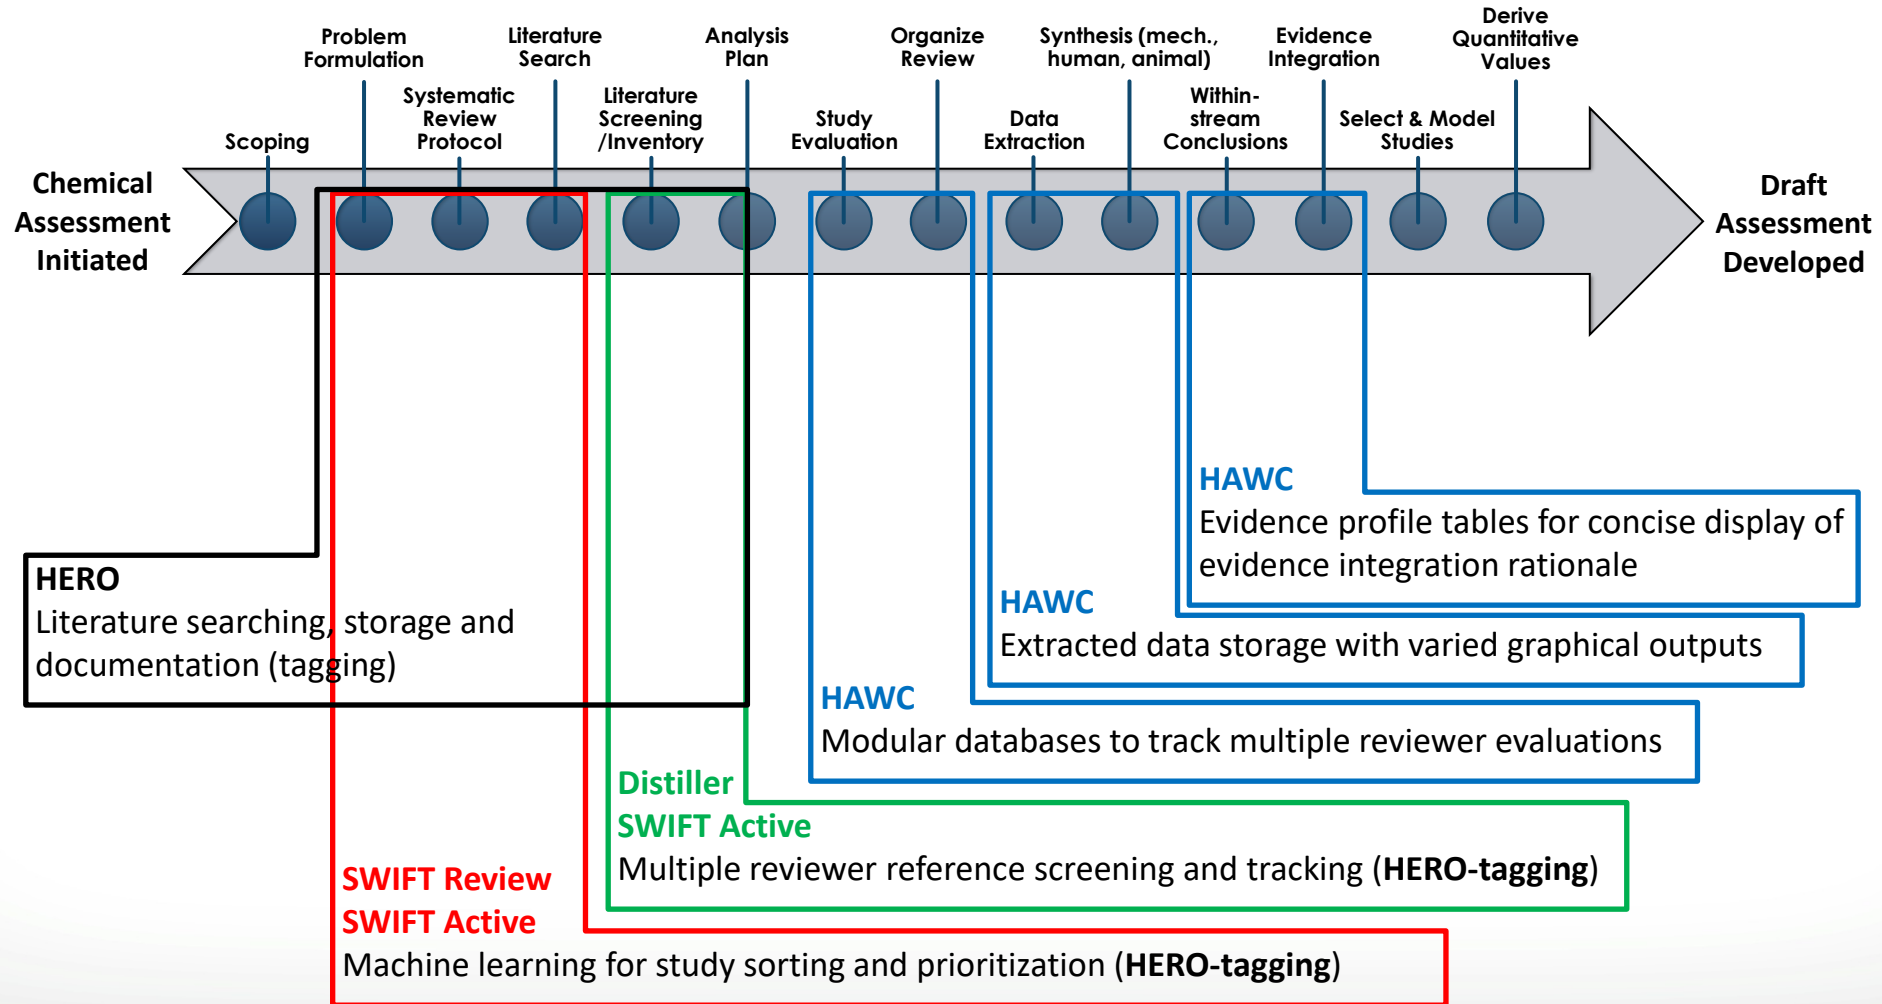 Problem
Formulation
Literature
Search
Analysis
Plan
Organize
Review
Synthesis (mech.,
human, animal)
Evidence
Integration
Derive
Quantitative
Values
Scoping
Systematic
Review
Protocol
Literature
Screening
/Inventory
Study
Evaluation
Data
Extraction
Within-
stream
Conclusions
Select & Model
Studies
Chemical
Assessment
Initiated
Draft
Assessment
Developed
HAWC
Evidence profile tables for concise display of
evidence integration rationale
HERO
Literature searching, storage and
documentation (tagging)
HAWC
Extracted data storage with varied graphical outputs
HAWC
Modular databases to track multiple reviewer evaluations
Distiller
SWIFT Active
Multiple reviewer reference screening and tracking (HERO-tagging)
SWIFT Review
SWIFT Active
Machine learning for study sorting and prioritization (HERO-tagging)